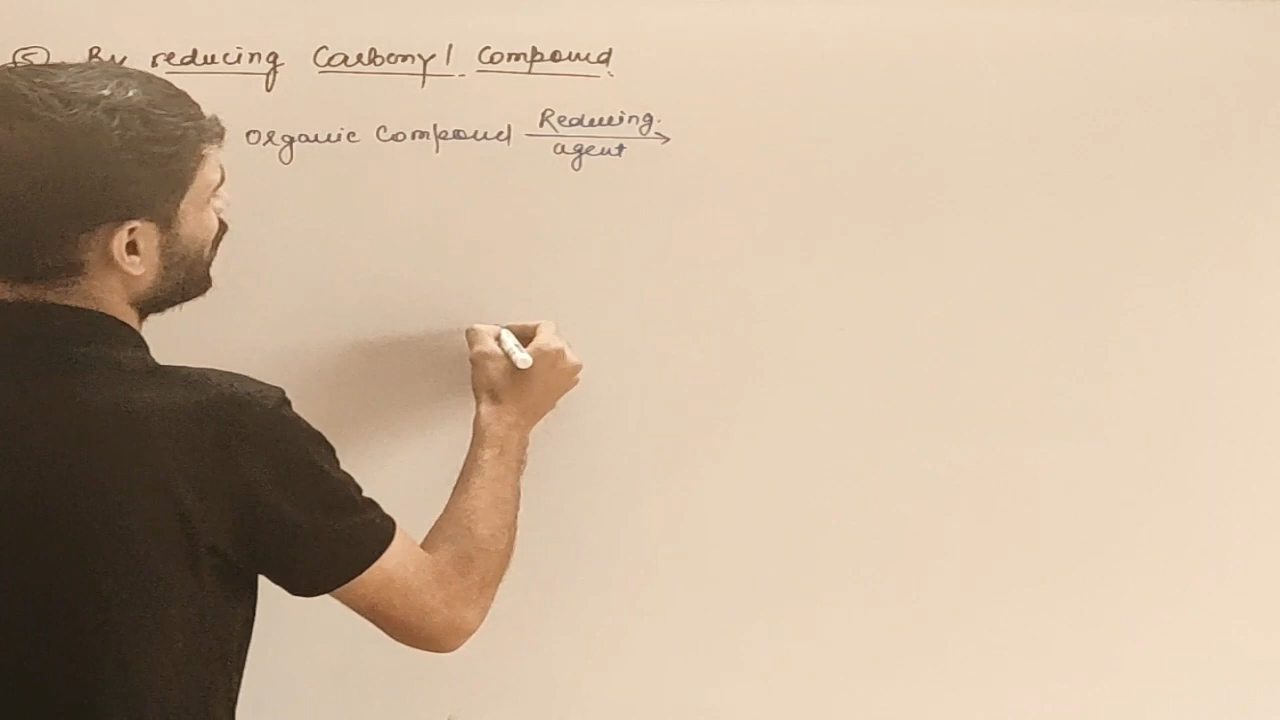 ⑤ By reducing Carbonyl Compound
Organic Compound Reducing.
agent